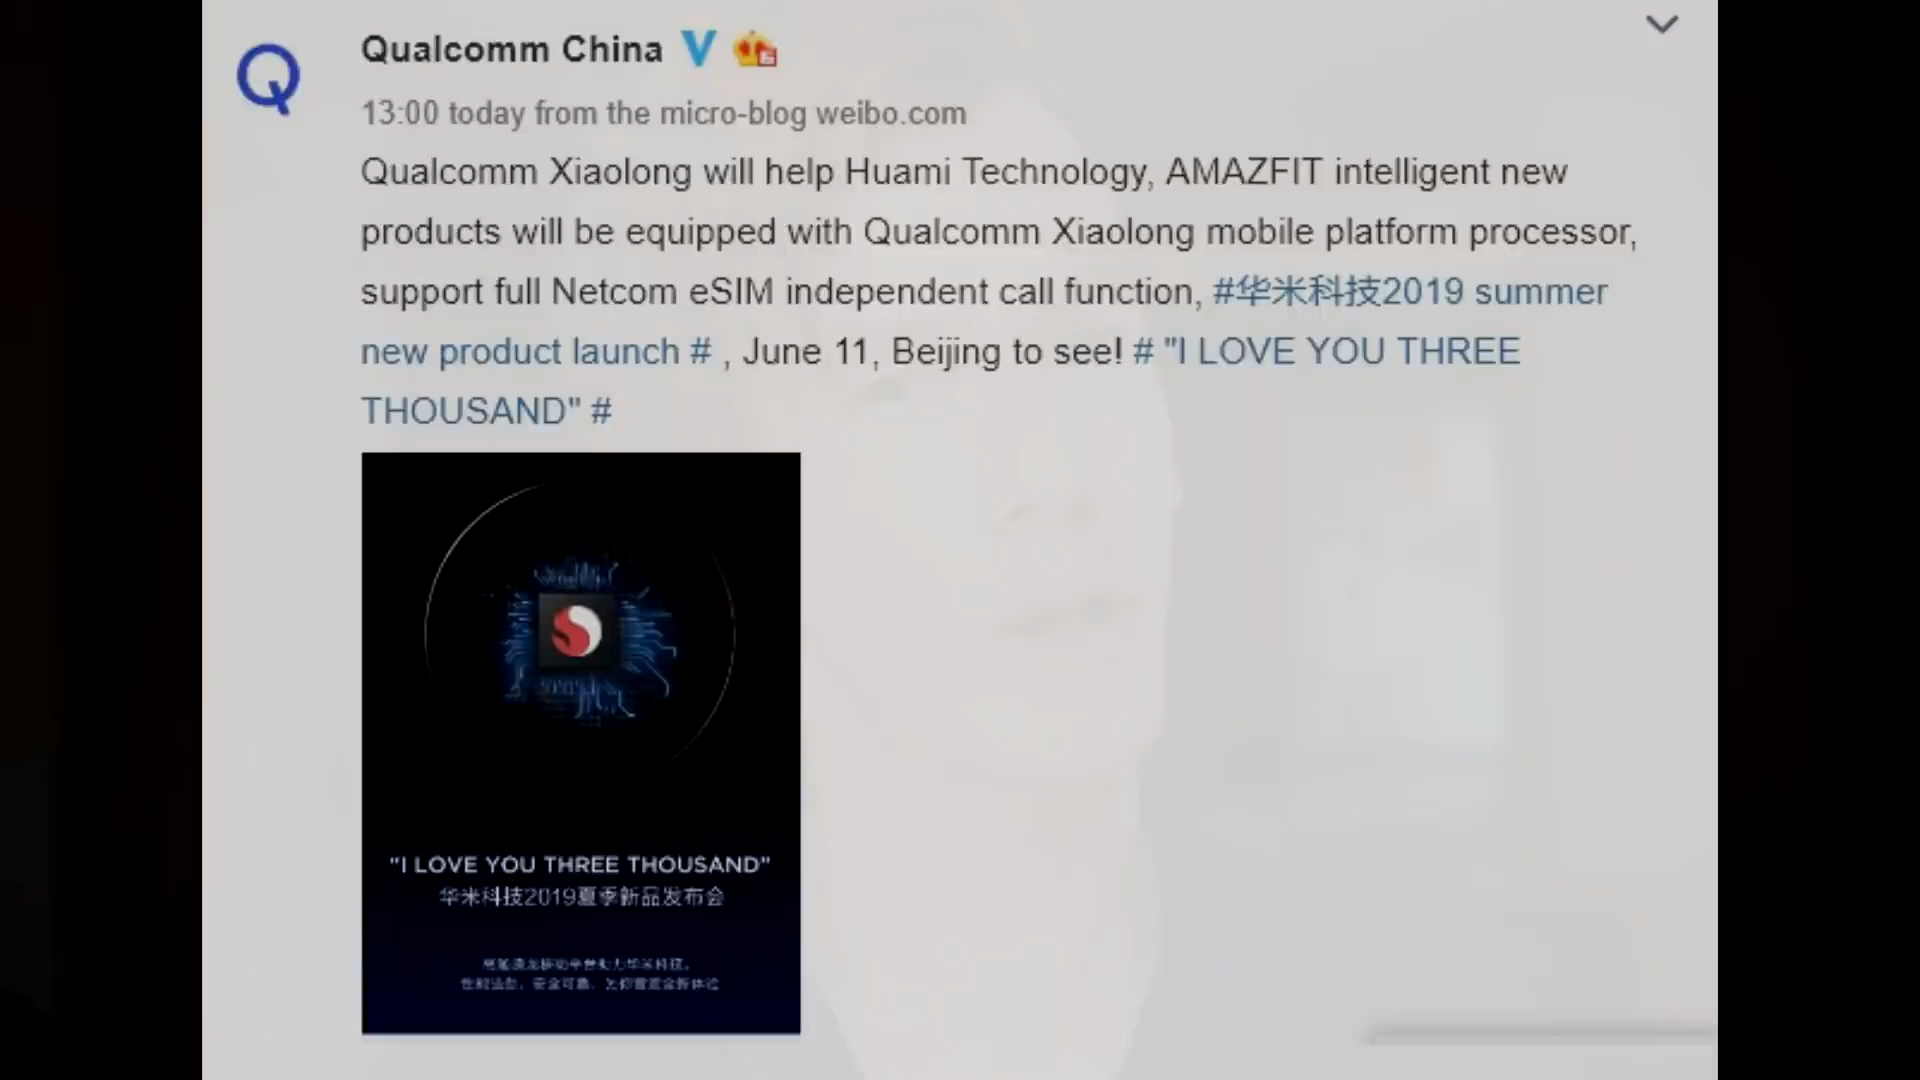 Qualcomm China
13:00 today from the micro-blog weibo.com
Qualcomm Xiaolong will help Huami Technology, AMAZFIT intelligent new
products will be equipped with Qualcomm Xiaolong mobile platform processor,
support full Netcom eSIM independent call function, #华米科技2019 summer
new product launch # , June 11, Beijing to see! # "I LOVE YOU THREE
THOUSAND" #
"I LOVE YOU THREE THOUSAND"
华米科技2019夏季新品发布会